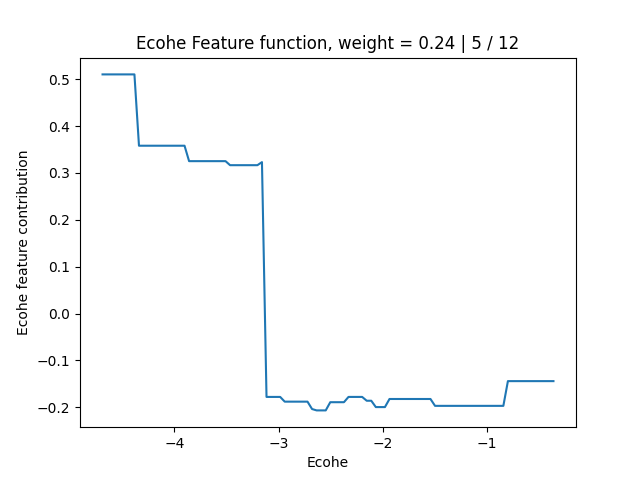 Ecohe Feature function, weight = 0.24 | 5 / 12
Ecohe feature contribution
0.5
0.4
0.3
0.2
0.1
0.0
−0.1
−0.2
−4 −3 −2 −1
Ecohe